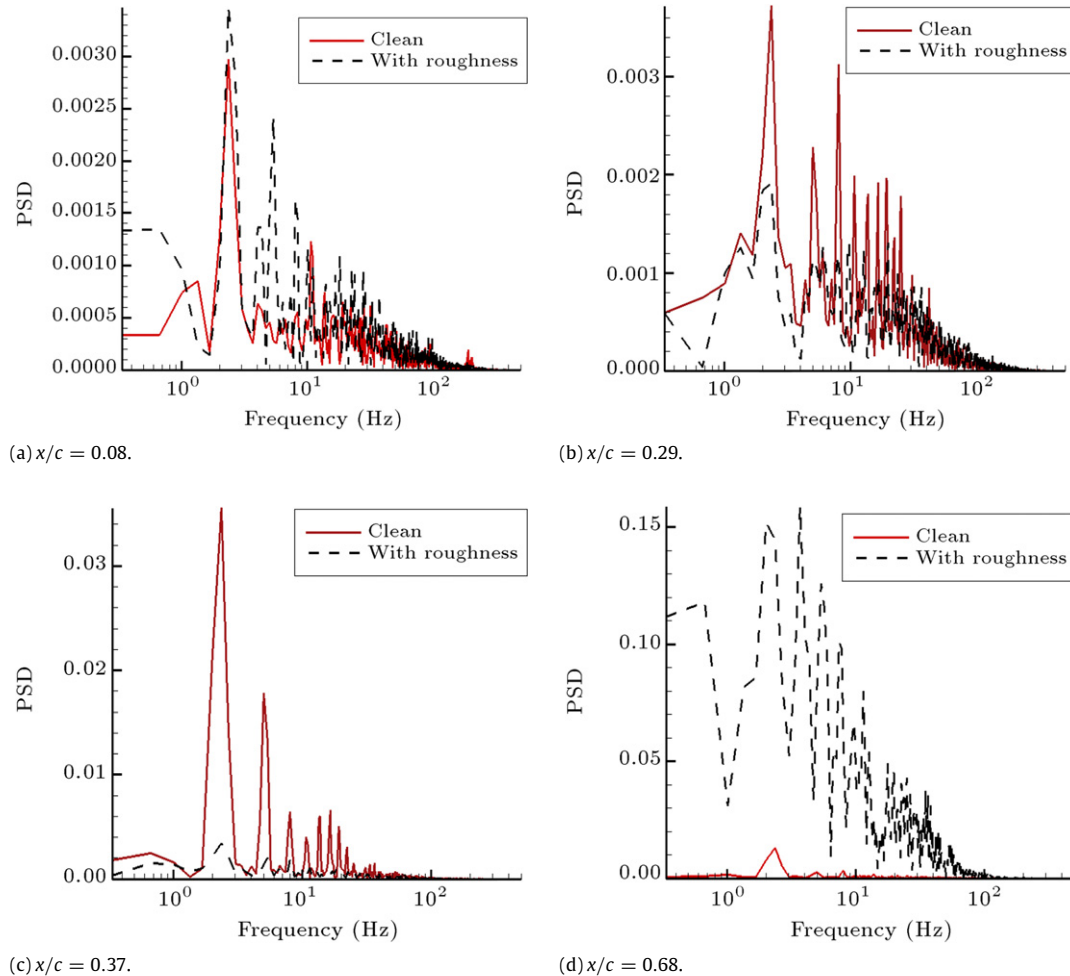 Clean
With roughness
0.0030
0.0025
0.0020
0.0015
0.0010
0.0005
0.0000
PSD
10^0
10^1
10^2
Frequency (Hz)
(a) x/c = 0.08.
Clean
With roughness
0.003
0.002
0.001
0.000
PSD
10^0
10^1
10^2
Frequency (Hz)
(b) x/c = 0.29.
Clean
With roughness
0.03
0.02
0.01
0.00
PSD
10^0
10^1
10^2
Frequency (Hz)
(c) x/c = 0.37.
Clean
With roughness
0.15
0.10
0.05
0.00
PSD
10^0
10^1
10^2
Frequency (Hz)
(d) x/c = 0.68.